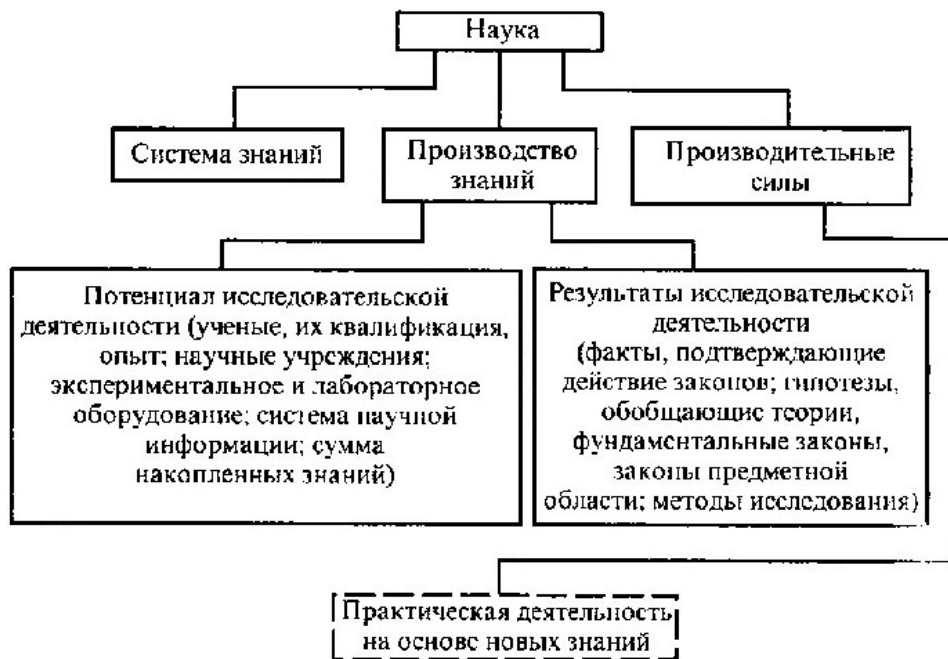 Наука
Система знаний
Производство
знаний
Производительные
силы
Потенциал исследовательской
деятельности (ученые, их квалификация,
опыт; научные учреждения;
экспериментальное и лабораторное
оборудование; система научной
информации; сумма
накопленных знаний)
Результаты исследовательской
деятельности
(факты, подтверждающие
действие законов; гипотезы,
обобщающие теории,
фундаментальные законы,
законы предметной
области; методы исследования)
Практическая деятельность
на основе новых знаний